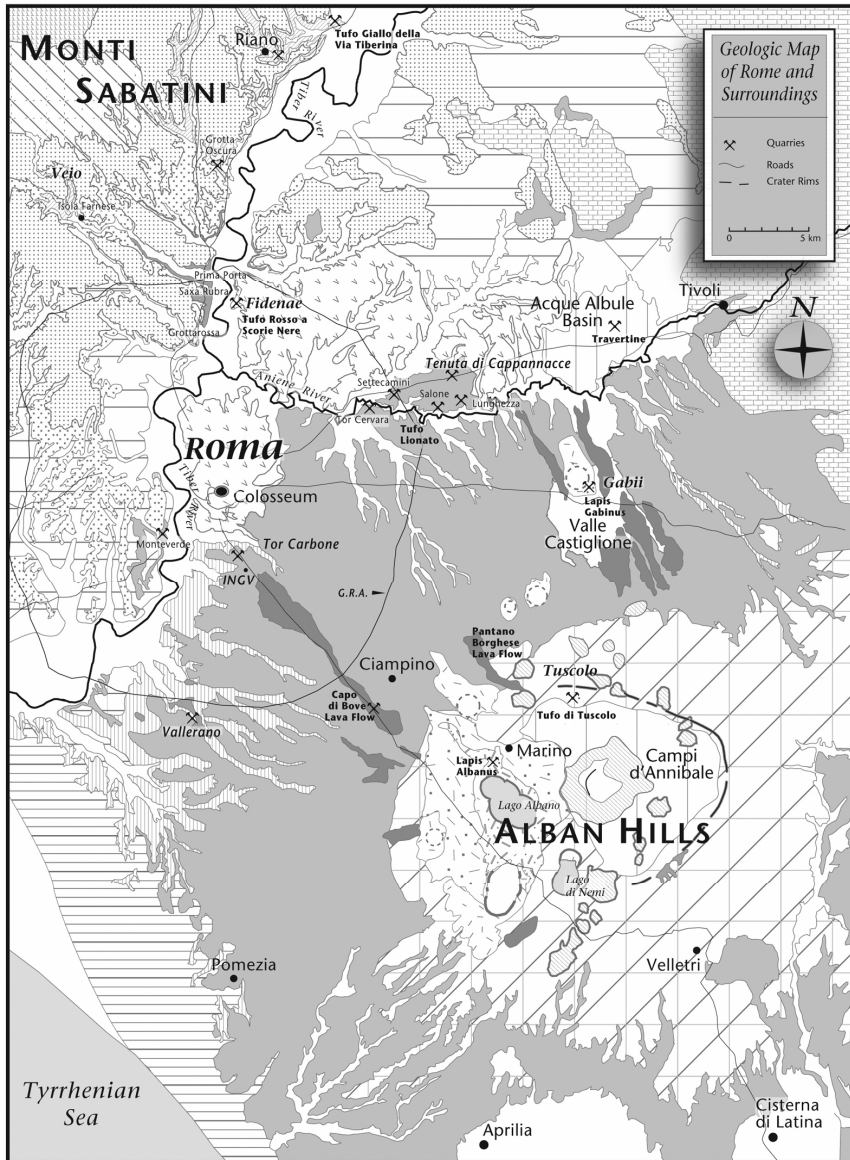 MONTI
SABATINI
Riano
Tufo Giallo della
Via Tiberina
Tiber River
Geologic Map
of Rome and
Surroundings
Quarries
Roads
Crater Rims
0 5 km
Grotta
Oscura
Veio
Isola Farnese
Prima Porta
Saxa Rubra
Fidenae
Tufo Rosso a
Scorie Nere
Grottarossa
Acque Albule
Basin
Travertine
Tivoli
N
Tenuta di Cappannacce
Aniene River
Settecamini
Salone
Lunghezza
Tor Cervara
Tufo
Lionato
Roma
Tiber River
Colosseum
Gabii
Lapis
Gabinus
Valle
Castiglione
Monteverde
Tor Carbone
INGV
G.R.A.
Pantano
Borghese
Lava Flow
Ciampino
Tuscolo
Capo
di Bove
Lava Flow
Tufo di Tuscolo
Vallerano
Marino
Lapis
Albanus
Campi
d'Annibale
Lago Albano
ALBAN HILLS
Lago
di Nemi
Pomezia
Velletri
Tyrrhenian
Sea
Aprilia
Cisterna
di Latina